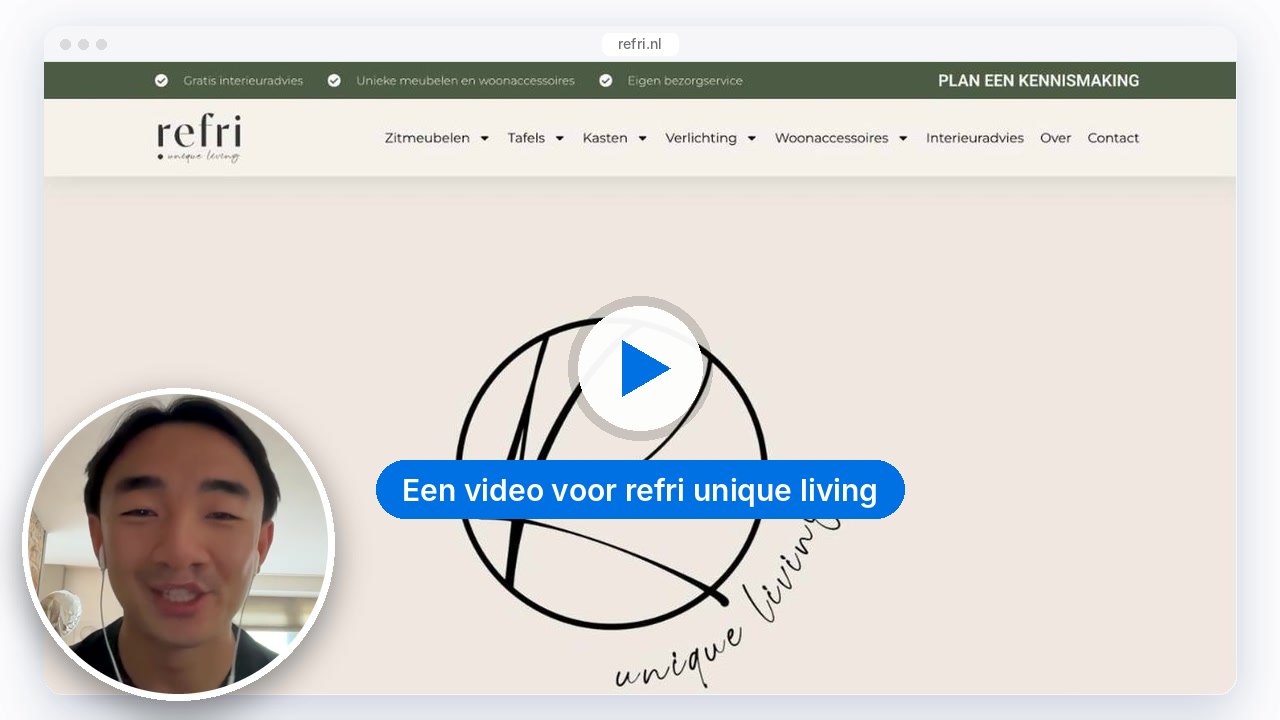 refri.nl
Gratis interieuradvies Unieke meubelen en woonaccessoires Eigen bezorgservice PLAN EEN KENNISMAKING
refri
unique living
Zitmeubelen Tafels Kasten Verlichting Woonaccessoires Interieuradvies Over Contact
Een video voor refri unique living
unique living